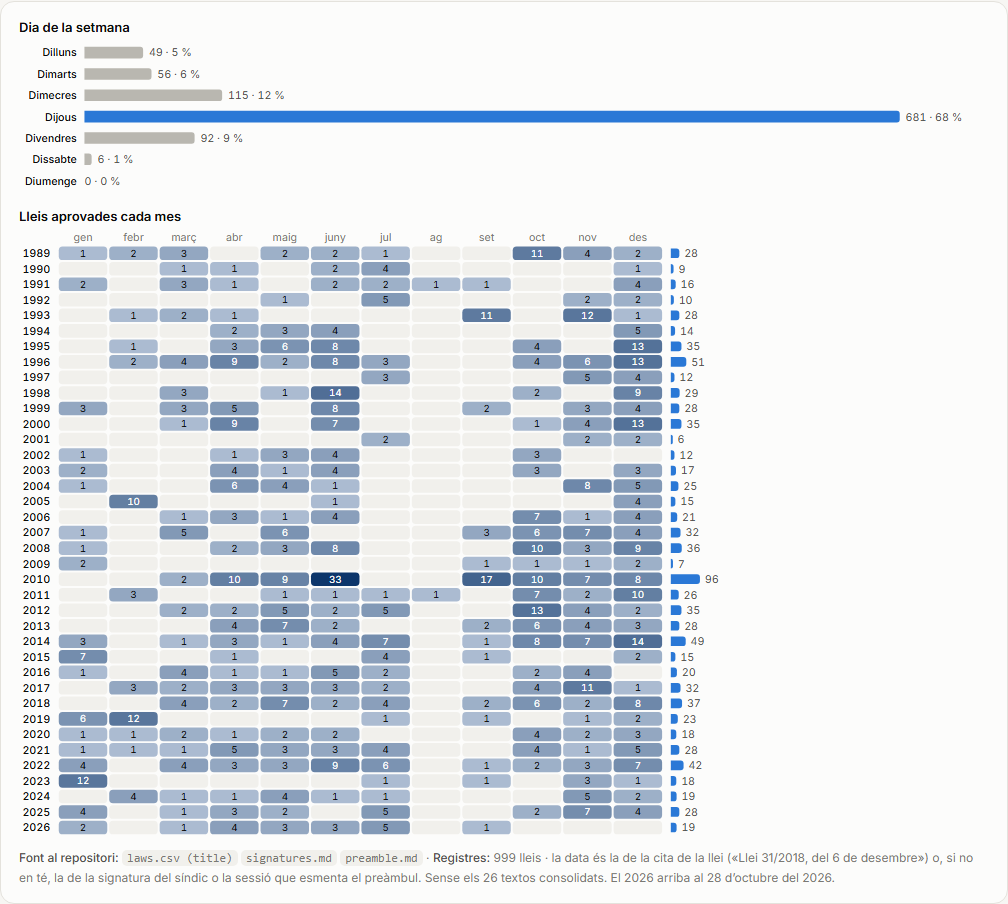 Dia de la setmana
Dilluns 49 · 5 %
Dimarts 56 · 6 %
Dimecres 115 · 12 %
Dijous 681 · 68 %
Divendres 92 · 9 %
Dissabte 6 · 1 %
Diumenge 0 · 0 %
Lleis aprovades cada mes
gen febr març abr maig juny jul ag set oct nov des
1989 1 2 3 2 2 1 11 4 2 28
1990 1 1 2 4 1 9
1991 2 3 1 2 2 1 1 4 16
1992 1 5 2 2 10
1993 1 2 1 11 12 1 28
1994 2 3 4 5 14
1995 1 3 6 8 4 13 35
1996 2 4 9 2 8 3 4 6 13 51
1997 3 5 4 12
1998 3 1 14 2 9 29
1999 3 3 5 8 2 3 4 28
2000 1 9 7 1 4 13 35
2001 2 2 2 6
2002 1 1 3 4 3 12
2003 2 4 1 4 3 3 17
2004 1 6 4 1 8 5 25
2005 10 1 4 15
2006 1 3 1 4 7 1 4 21
2007 1 5 6 3 6 7 4 32
2008 1 2 3 8 10 3 9 36
2009 2 1 1 1 2 7
2010 2 10 9 33 17 10 7 8 96
2011 3 1 1 1 1 7 2 10 26
2012 2 2 5 2 5 13 4 2 35
2013 4 7 2 2 6 4 3 28
2014 3 1 3 1 4 7 1 8 7 14 49
2015 7 1 4 1 2 15
2016 1 4 1 1 5 2 2 4 20
2017 3 2 3 3 3 2 4 11 1 32
2018 4 2 7 2 4 2 6 2 8 37
2019 6 12 1 1 1 2 23
2020 1 1 2 1 2 2 4 2 3 18
2021 1 1 1 5 3 3 4 4 1 5 28
2022 4 4 3 3 9 6 1 2 3 7 42
2023 12 1 1 3 1 18
2024 4 1 1 4 1 1 5 2 19
2025 4 1 3 2 5 2 7 4 28
2026 2 1 4 3 3 5 1 19
Font al repositori: laws.csv (title) signatures.md preamble.md · Registres: 999 lleis · la data és la de la cita de la llei («Llei 31/2018, del 6 de desembre») o, si no
en té, la de la signatura del síndic o la sessió que esmenta el preàmbul. Sense els 26 textos consolidats. El 2026 arriba al 28 d’octubre del 2026.